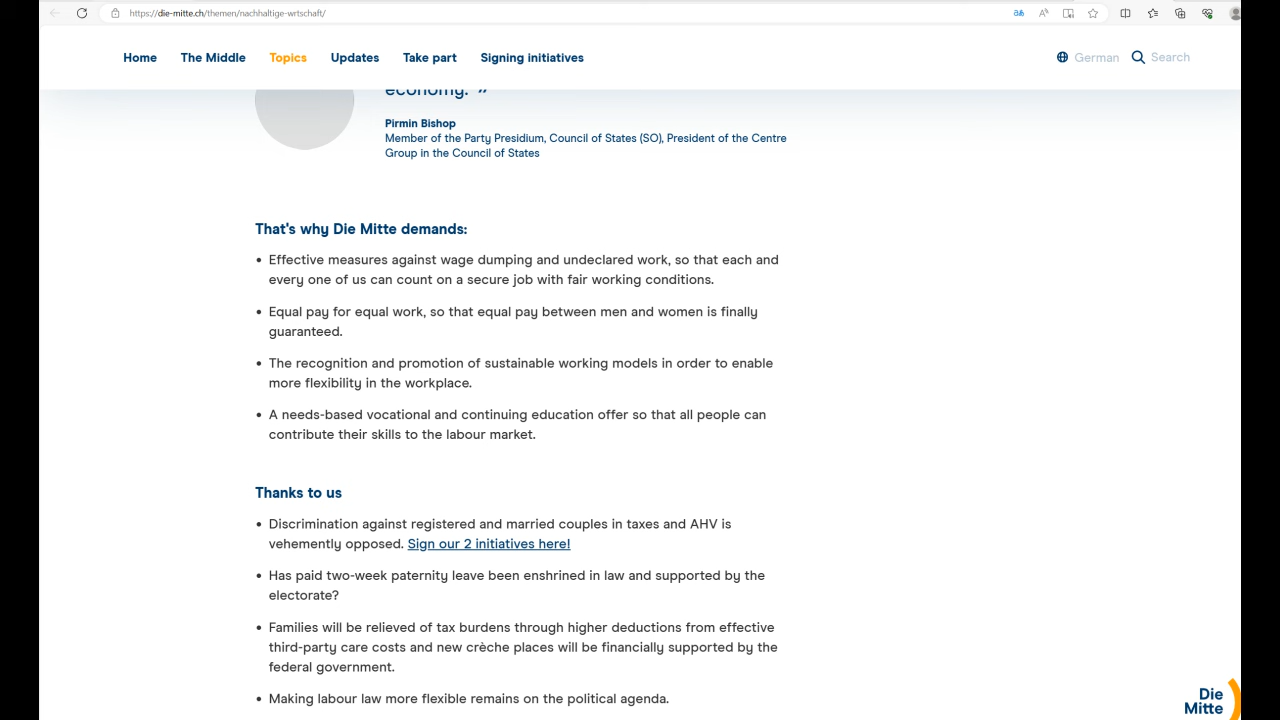 https://die-mitte.ch/themen/nachhaltige-wrtschaft/
Home The Middle Topics Updates Take part Signing initiatives German Search
economy. »
Pirmin Bishop
Member of the Party Presidium, Council of States (SO), President of the Centre
Group in the Council of States
That's why Die Mitte demands:
• Effective measures against wage dumping and undeclared work, so that each and
every one of us can count on a secure job with fair working conditions.
• Equal pay for equal work, so that equal pay between men and women is finally
guaranteed.
• The recognition and promotion of sustainable working models in order to enable
more flexibility in the workplace.
• A needs-based vocational and continuing education offer so that all people can
contribute their skills to the labour market.
Thanks to us
• Discrimination against registered and married couples in taxes and AHV is
vehemently opposed. Sign our 2 initiatives here!
• Has paid two-week paternity leave been enshrined in law and supported by the
electorate?
• Families will be relieved of tax burdens through higher deductions from effective
third-party care costs and new crèche places will be financially supported by the
federal government.
• Making labour law more flexible remains on the political agenda.
Die
Mitte